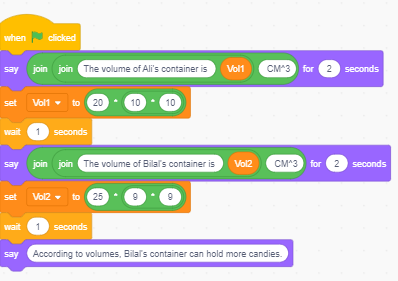 when clicked
say join join The volume of Ali's container is Vol1 CM^3 for 2 seconds
set Vol1 to 20 * 10 * 10
wait 1 seconds
say join join The volume of Bilal's container is Vol2 CM^3 for 2 seconds
set Vol2 to 25 * 9 * 9
wait 1 seconds
say According to volumes, Bilal's container can hold more candies.